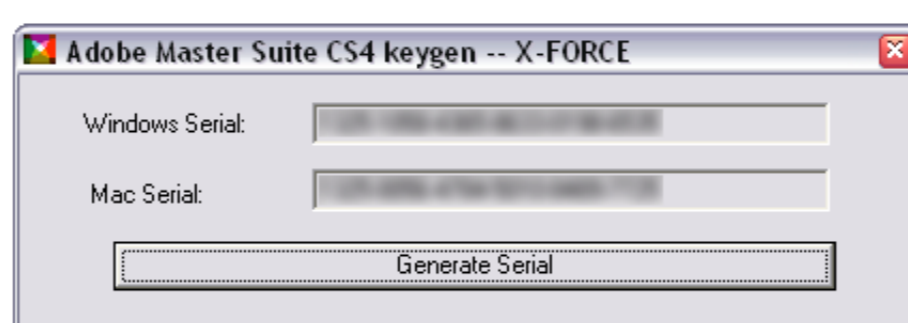 Adobe Master Suite CS4 keygen -- X-FORCE
Windows Serial:
Mac Serial:
Generate Serial